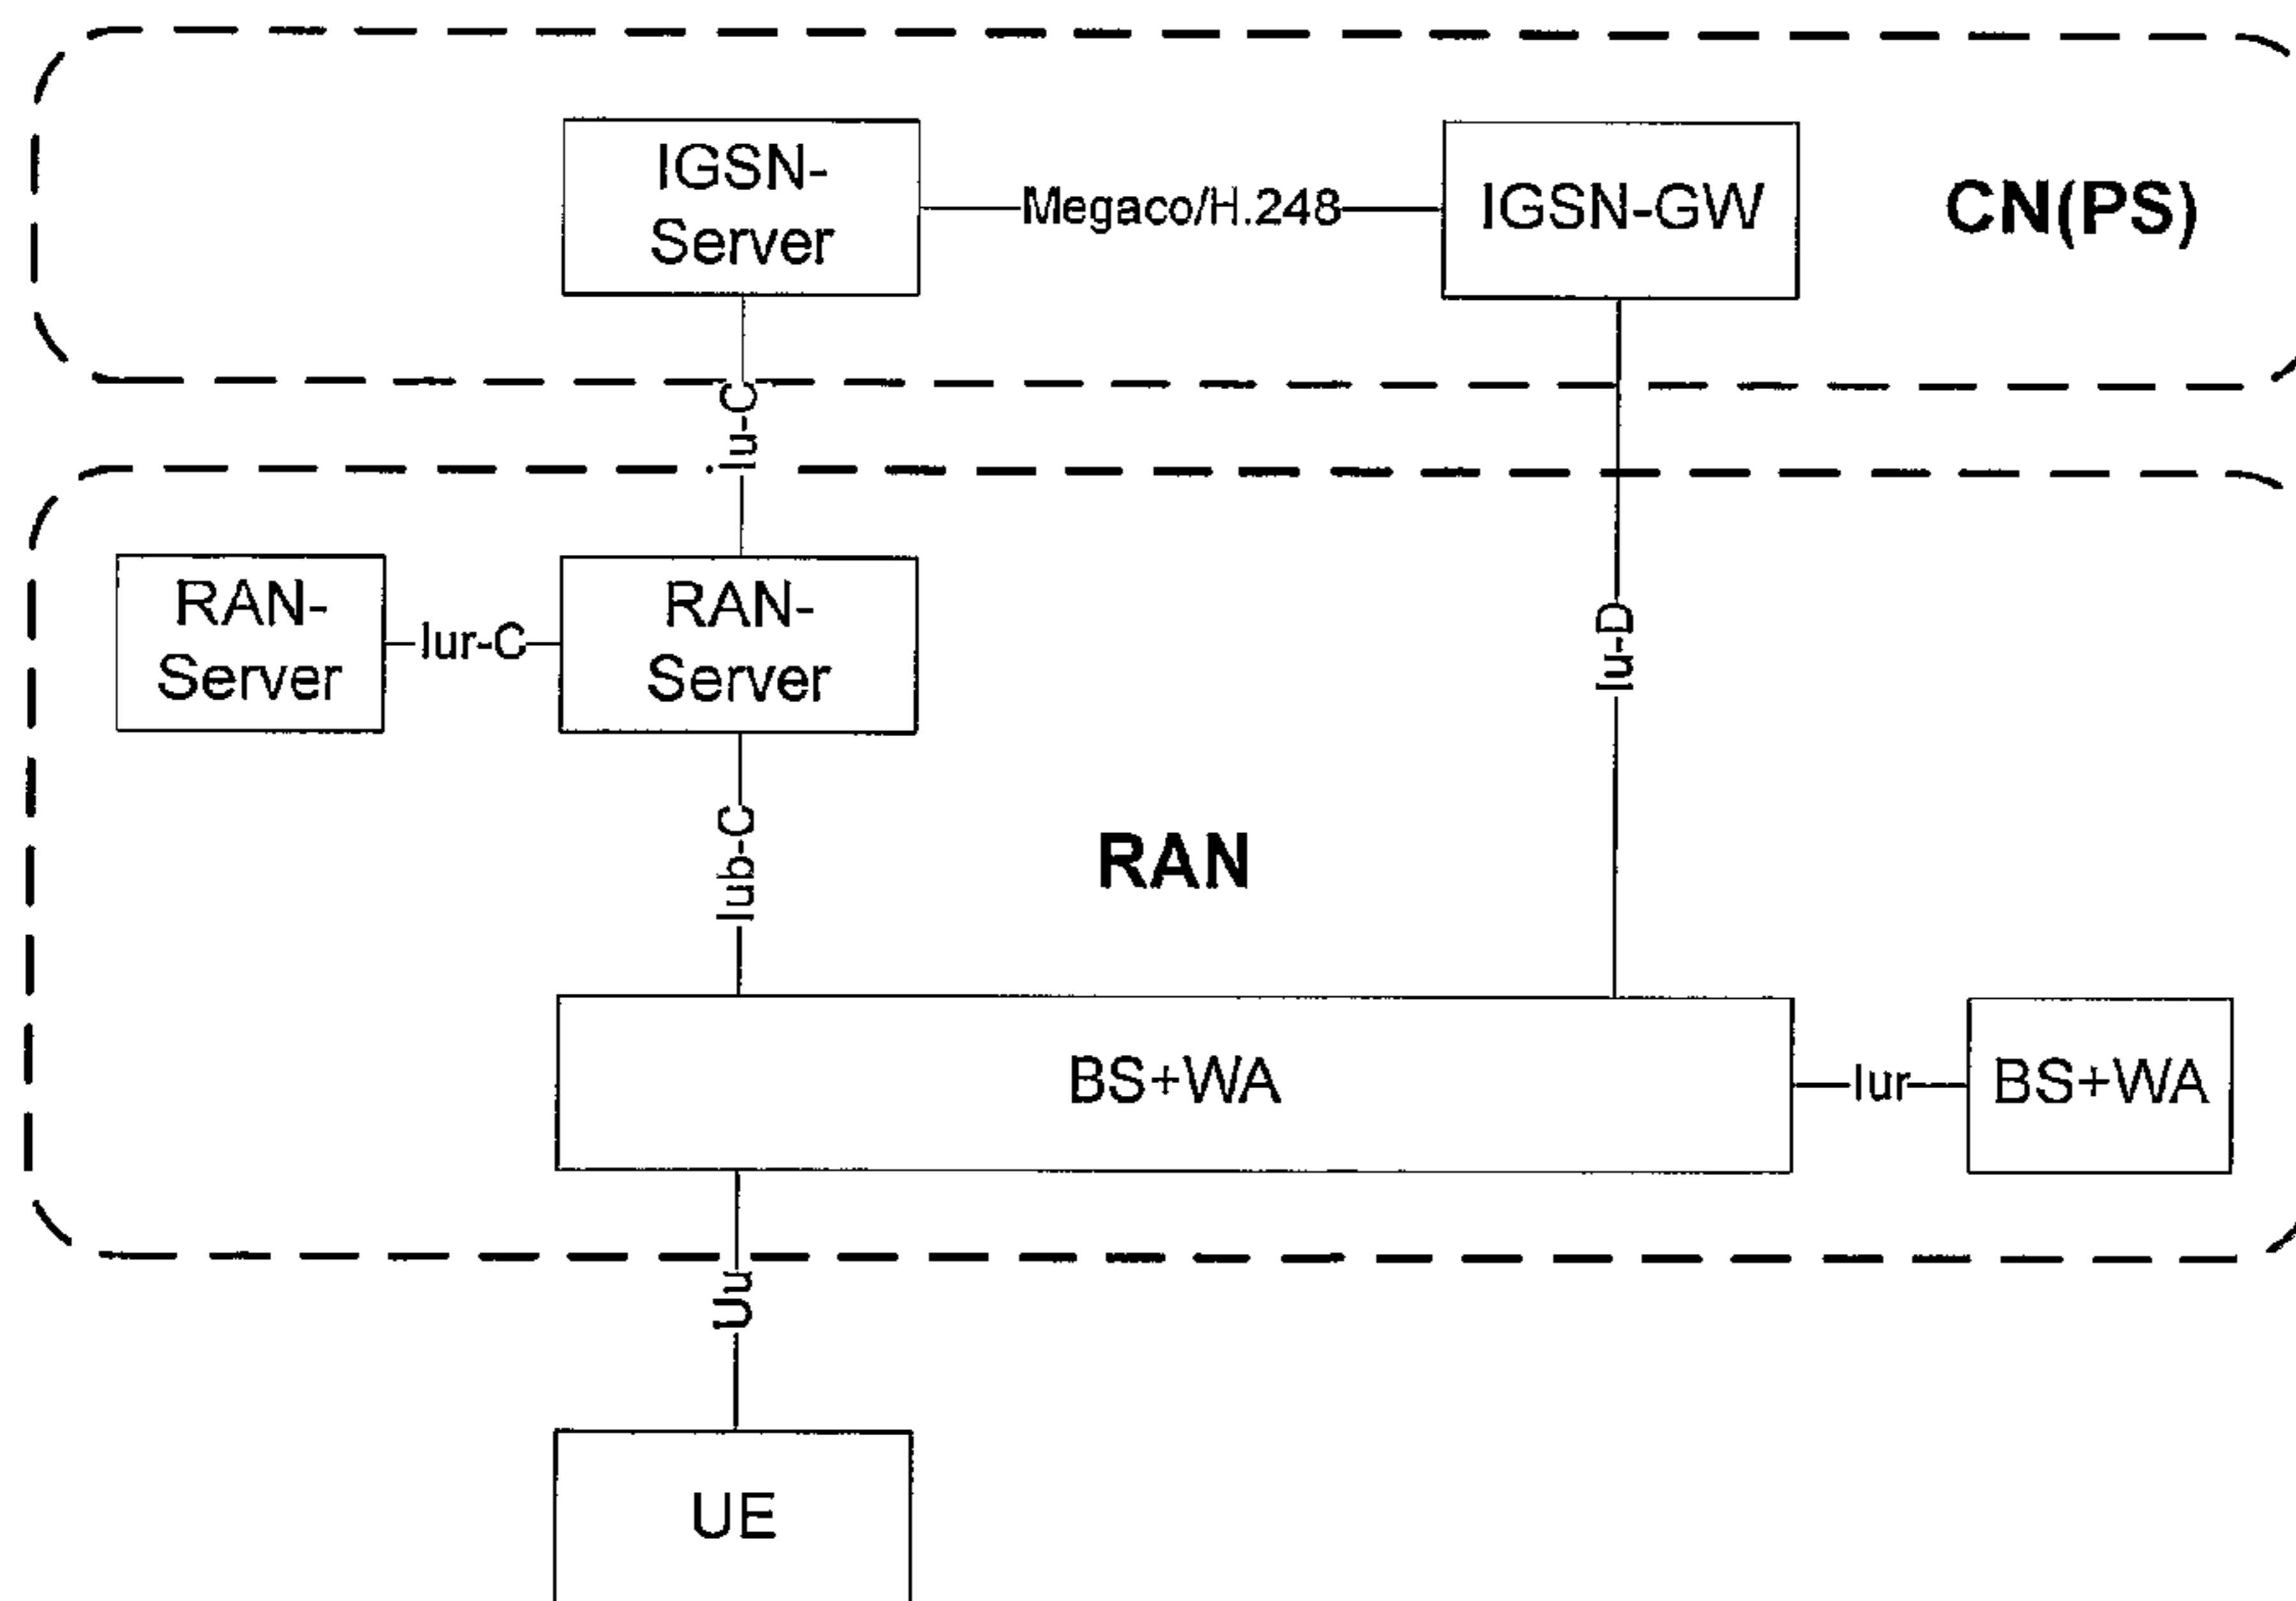 IGSN-
Server
Megaco/H.248
IGSN-GW
CN(PS)
Iu-C
RAN-
Server
Iur-C
RAN-
Server
Iu-D
Iub-C
RAN
BS+WA
Iur
BS+WA
Uu
UE